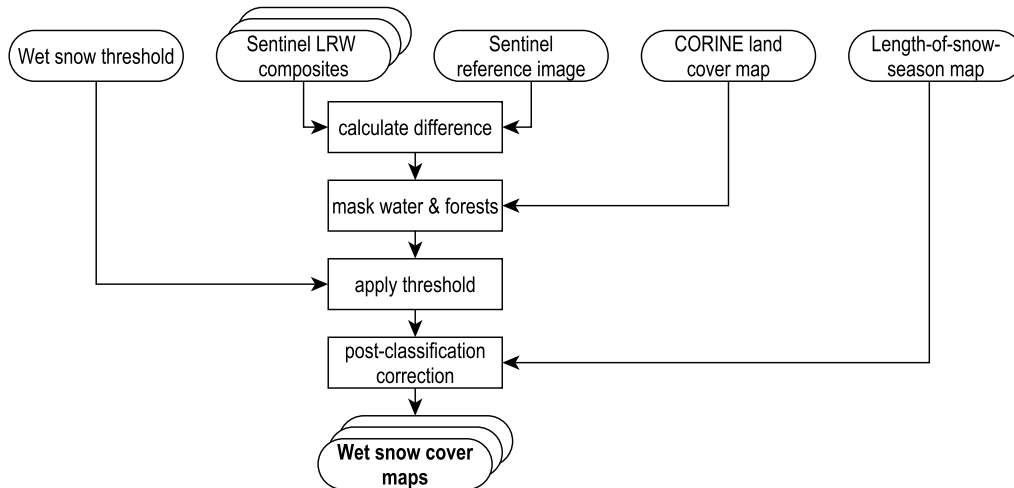 Wet snow threshold
Sentinel LRW
composites
Sentinel
reference image
CORINE land
cover map
Length-of-snow-
season map
calculate difference
mask water & forests
apply threshold
post-classification
correction
Wet snow cover
maps